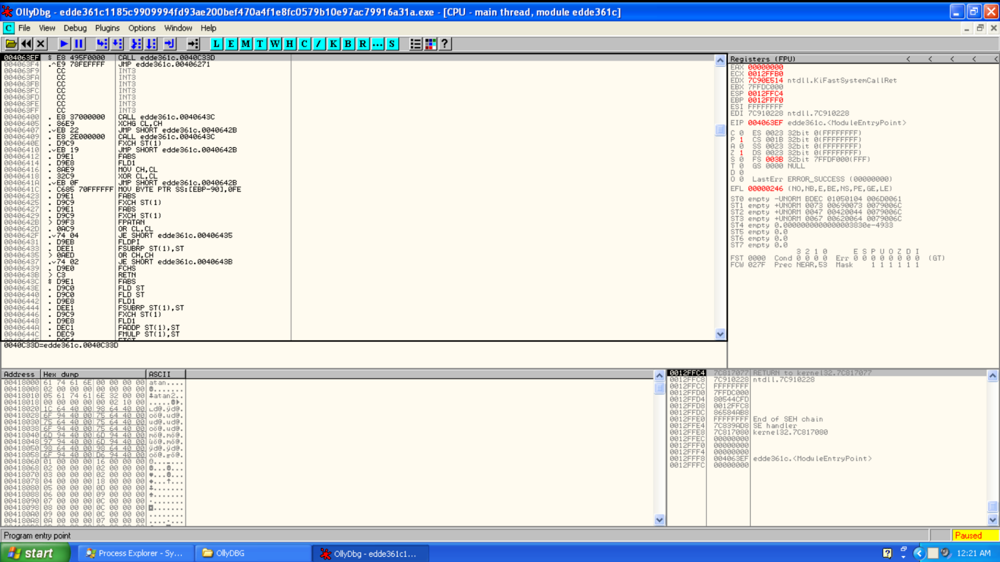 OllyDbg - edde361c1185c9909994fd93ae200bef470a4f1e8fc0579b10e97ac79916a31a.exe - [CPU - main thread, module edde361c]
C File View Debug Plugins Options Window Help
L E M T W H C / K B R ... S ?
004063EF $ E8 495F0000 CALL edde361c.0040C33D
004063F4 .^E9 78FEFFFF JMP edde361c.00406271
004063F9 CC INT3
004063FA CC INT3
004063FB CC INT3
004063FC CC INT3
004063FD CC INT3
004063FE CC INT3
004063FF CC INT3
00406400 . E8 37000000 CALL edde361c.0040643C
00406405 . 86E9 XCHG CL,CH
00406407 .vEB 22 JMP SHORT edde361c.0040642B
00406409 . E8 2E000000 CALL edde361c.0040643C
0040640E . D9C9 FXCH ST(1)
00406410 .vEB 19 JMP SHORT edde361c.0040642B
00406412 . D9E1 FABS
00406414 . D9E8 FLD1
00406416 . 8AE9 MOV CH,CL
00406418 . 32C9 XOR CL,CL
0040641A .vEB 0F JMP SHORT edde361c.0040642B
0040641C . C685 70FFFFFF MOV BYTE PTR SS:[EBP-90],0FE
00406423 . D9E1 FABS
00406425 . D9C9 FXCH ST(1)
00406427 . D9E1 FABS
00406429 . D9C9 FXCH ST(1)
0040642B > D9F3 FPATAN
0040642D . 0AC9 OR CL,CL
0040642F .v74 04 JE SHORT edde361c.00406435
00406431 . D9EB FLDPI
00406433 . DEE1 FSUBRP ST(1),ST
00406435 > 0AED OR CH,CH
00406437 .v74 02 JE SHORT edde361c.0040643B
00406439 . D9E0 FCHS
0040643B > C3 RETN
0040643C $ D9E1 FABS
0040643E . D9C0 FLD ST
00406440 . D9C0 FLD ST
00406442 . D9E8 FLD1
00406444 . DEE1 FSUBRP ST(1),ST
00406446 . D9C9 FXCH ST(1)
00406448 . D9E8 FLD1
0040644A . DEC1 FADDP ST(1),ST
0040644C . DEC9 FMULP ST(1),ST
0040C33D=edde361c.0040C33D
Registers (FPU) < < < < <
EAX 00000000
ECX 0012FFB0
EDX 7C90E514 ntdll.KiFastSystemCallRet
EBX 7FFDC000
ESP 0012FFC4
EBP 0012FFF0
ESI FFFFFFFF
EDI 7C910228 ntdll.7C910228
EIP 004063EF edde361c.<ModuleEntryPoint>
C 0 ES 0023 32bit 0(FFFFFFFF)
P 1 CS 001B 32bit 0(FFFFFFFF)
A 0 SS 0023 32bit 0(FFFFFFFF)
Z 1 DS 0023 32bit 0(FFFFFFFF)
S 0 FS 003B 32bit 7FFDF000(FFF)
T 0 GS 0000 NULL
D 0
O 0 LastErr ERROR_SUCCESS (00000000)
EFL 00000246 (NO,NB,E,BE,NS,PE,GE,LE)
ST0 empty -UNORM BDEC 01050104 006D0061
ST1 empty +UNORM 0073 00690073 0079006C
ST2 empty +UNORM 0047 00420044 0079006C
ST3 empty +UNORM 0067 00620064 0079006C
ST4 empty 0.0000000000000003830e-4933
ST5 empty 0.0
ST6 empty 0.0
ST7 empty 0.0
3 2 1 0 E S P U O Z D I
FST 0000 Cond 0 0 0 0 Err 0 0 0 0 0 0 0 0 (GT)
FCW 027F Prec NEAR,53 Mask 1 1 1 1 1 1
Address Hex dump ASCII
00418000 61 74 61 6E 00 00 00 00 atan....
00418008 02 00 00 00 00 00 00 00
00418010 05 61 74 61 6E 32 00 00 ♣atan2..
00418018 00 00 00 00 00 02 10 00
00418020 1C 64 40 00 98 64 40 00 ∟d@.ÿd@.
00418028 6F 94 40 00 75 64 40 00 oö@.ud@.
00418030 75 64 40 00 75 64 40 00 ud@.ud@.
00418038 6F 94 40 00 75 64 40 00 oö@.ud@.
00418040 6D 94 40 00 6D 94 40 00 mö@.mö@.
00418048 97 94 40 00 6D 94 40 00 ùö@.mö@.
00418050 98 64 40 00 98 64 40 00 ÿd@.ÿd@.
00418058 6F 94 40 00 D6 94 40 00 oö@.╓ö@.
00418060 01 00 00 00 16 00 00 00
00418068 02 00 00 00 02 00 00 00
00418070 03 00 00 00 02 00 00 00
00418078 04 00 00 00 18 00 00 00
00418080 05 00 00 00 0D 00 00 00
00418088 06 00 00 00 09 00 00 00
00418090 07 00 00 00 0C 00 00 00
00418098 08 00 00 00 0C 00 00 00
004180A0 09 00 00 00 0C 00 00 00
004180A8 0A 00 00 00 07 00 00 00
0012FFC4 7C817077 RETURN to kernel32.7C817077
0012FFC8 7C910228 ntdll.7C910228
0012FFCC FFFFFFFF
0012FFD0 7FFDC000
0012FFD4 80544CFD
0012FFD8 0012FFC8
0012FFDC 86584AB8
0012FFE0 FFFFFFFF End of SEH chain
0012FFE4 7C839AD8 SE handler
0012FFE8 7C817080 kernel32.7C817080
0012FFEC 00000000
0012FFF0 00000000
0012FFF4 00000000
0012FFF8 004063EF edde361c.<ModuleEntryPoint>
0012FFFC 00000000
Program entry point
Paused
start
Process Explorer - Sy...
OllyDBG
OllyDbg - edde361c1...
12:21 AM